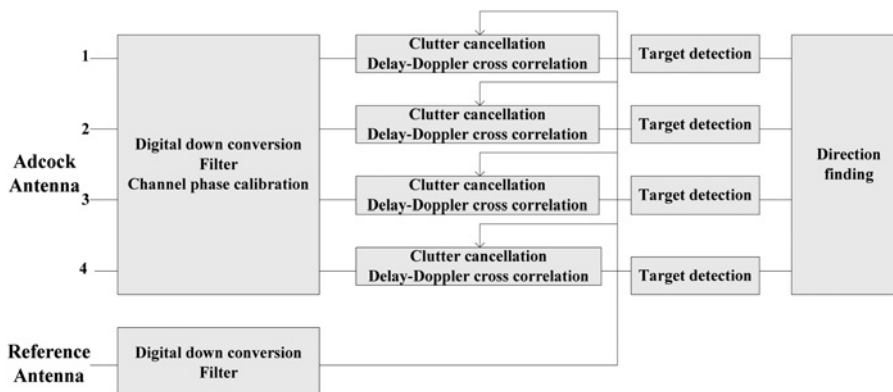 1
Clutter cancellation
Delay-Doppler cross correlation
Target detection
2
Clutter cancellation
Delay-Doppler cross correlation
Target detection
Adcock
Antenna
Digital down conversion
Filter
Channel phase calibration
Direction
finding
3
Clutter cancellation
Delay-Doppler cross correlation
Target detection
4
Clutter cancellation
Delay-Doppler cross correlation
Target detection
Reference
Antenna
Digital down conversion
Filter